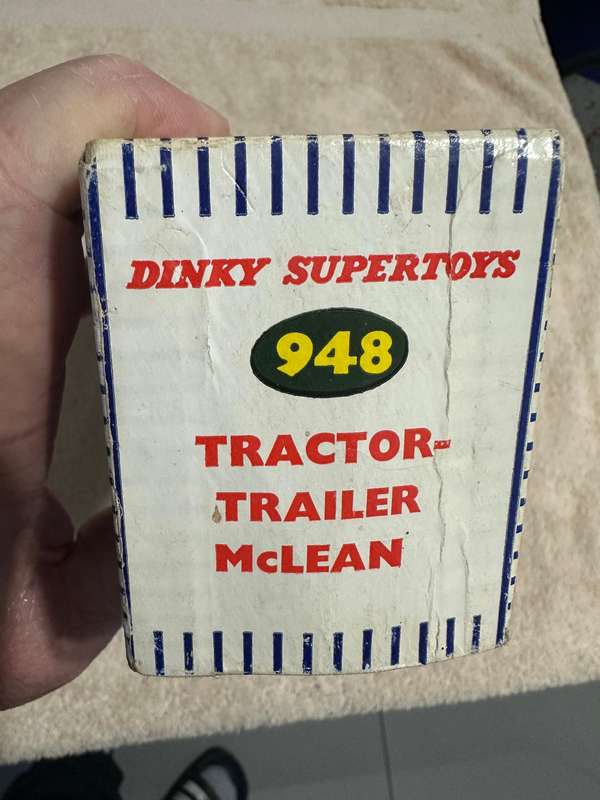 DINKY SUPERTOYS
948
TRACTOR-
TRAILER
McLEAN